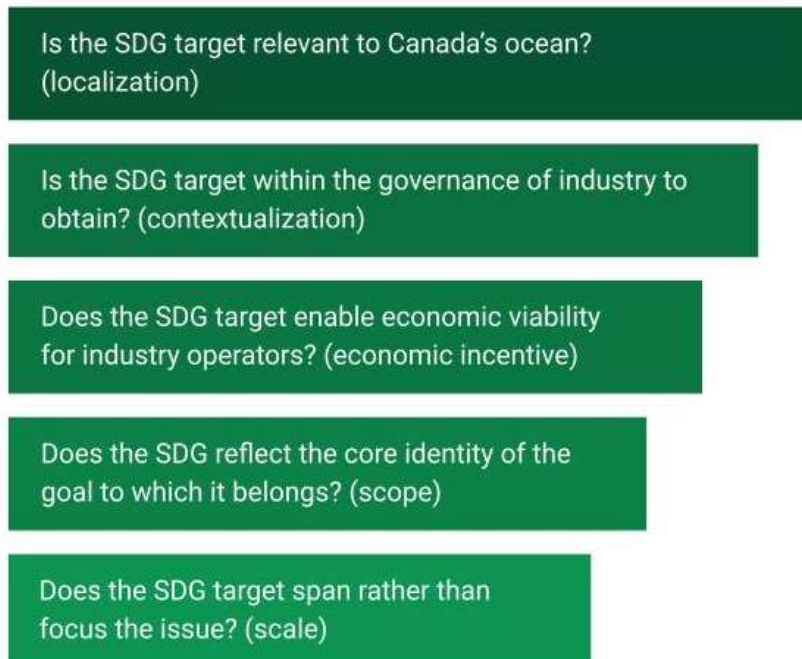 Is the SDG target relevant to Canada’s ocean?
(localization)
Is the SDG target within the governance of industry to
obtain? (contextualization)
Does the SDG target enable economic viability
for industry operators? (economic incentive)
Does the SDG reflect the core identity of the
goal to which it belongs? (scope)
Does the SDG target span rather than
focus the issue? (scale)